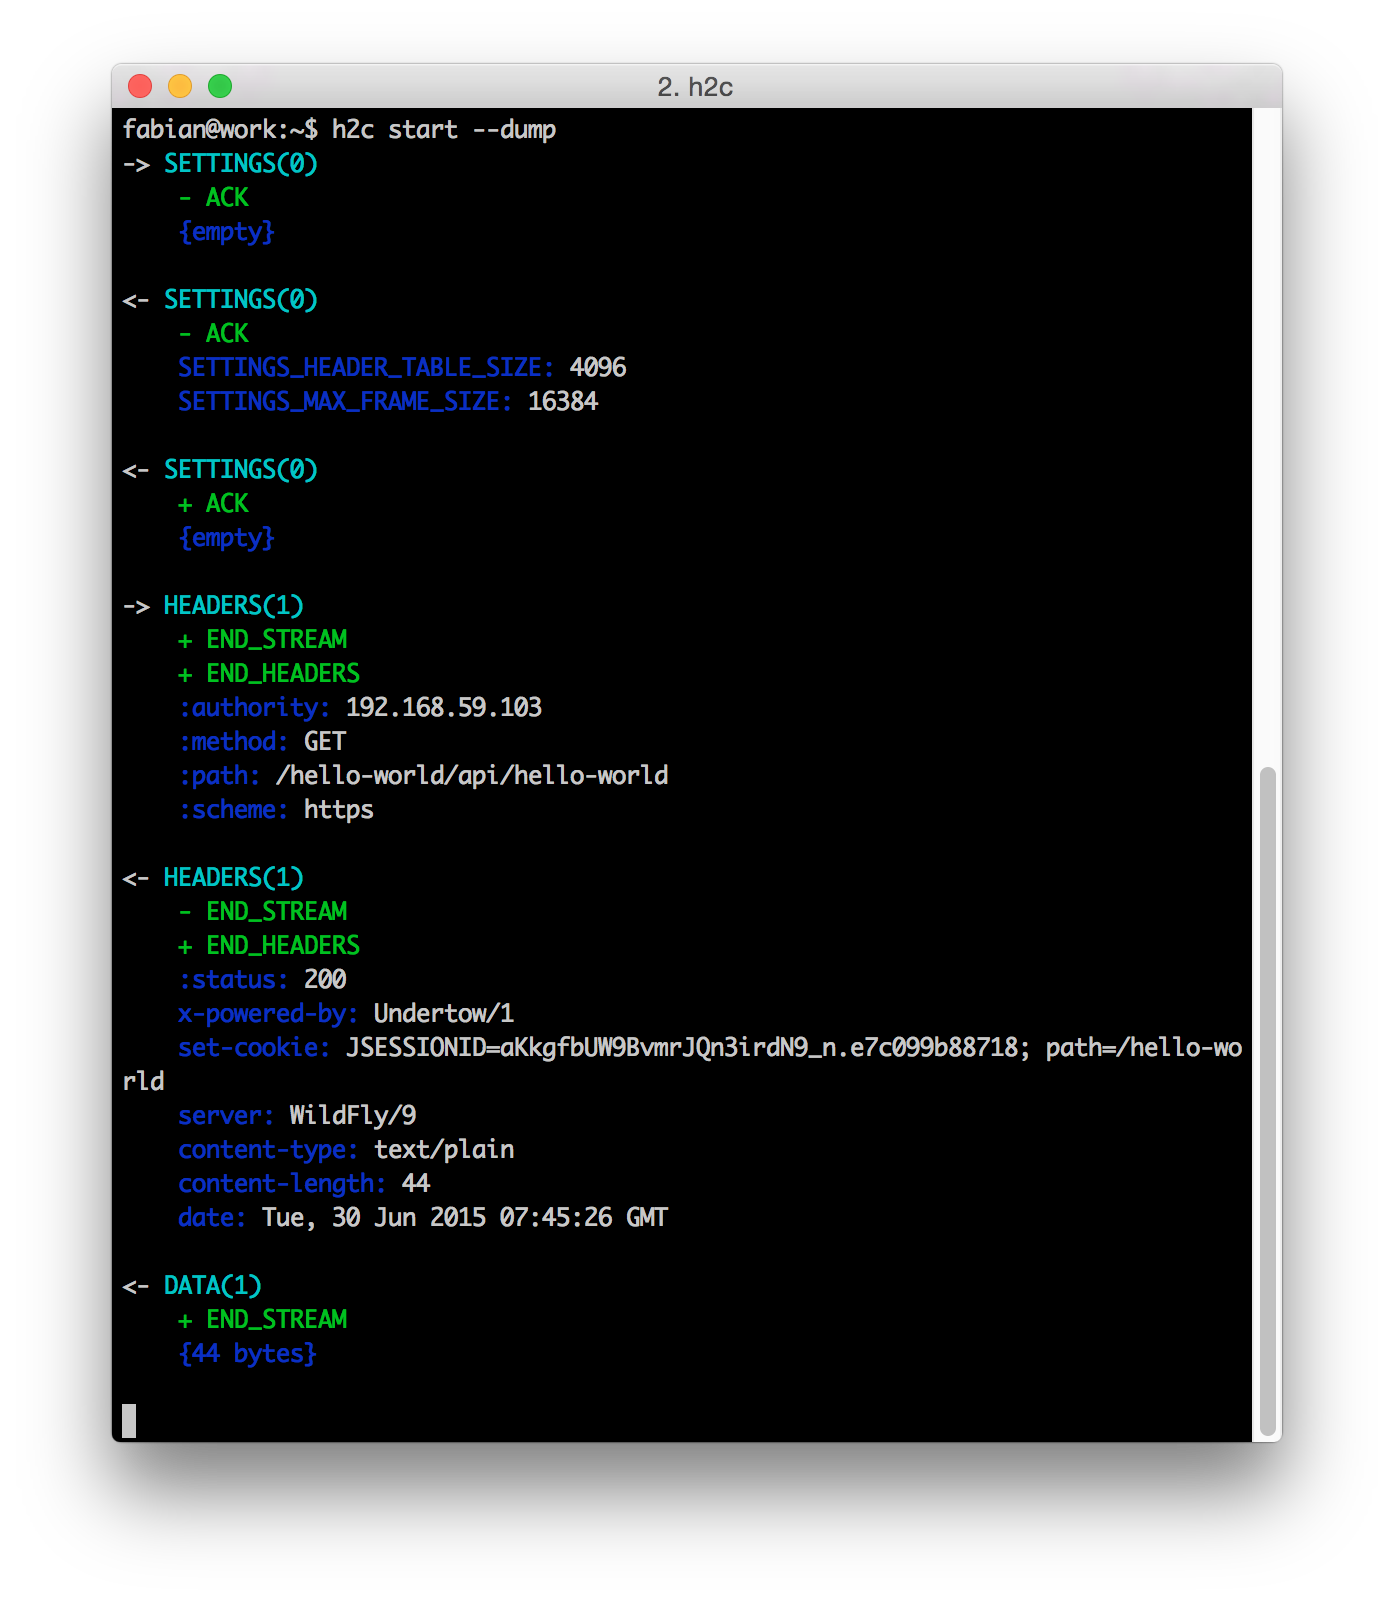 2. h2c
fabian@work:~$ h2c start --dump
-> SETTINGS(0)
- ACK
{empty}
<- SETTINGS(0)
- ACK
SETTINGS_HEADER_TABLE_SIZE: 4096
SETTINGS_MAX_FRAME_SIZE: 16384
<- SETTINGS(0)
+ ACK
{empty}
-> HEADERS(1)
+ END_STREAM
+ END_HEADERS
:authority: 192.168.59.103
:method: GET
:path: /hello-world/api/hello-world
:scheme: https
<- HEADERS(1)
- END_STREAM
+ END_HEADERS
:status: 200
x-powered-by: Undertow/1
set-cookie: JSESSIONID=aKkgfbUW9BvmrJQn3irdN9_n.e7c099b88718; path=/hello-wo
rld
server: WildFly/9
content-type: text/plain
content-length: 44
date: Tue, 30 Jun 2015 07:45:26 GMT
<- DATA(1)
+ END_STREAM
{44 bytes}